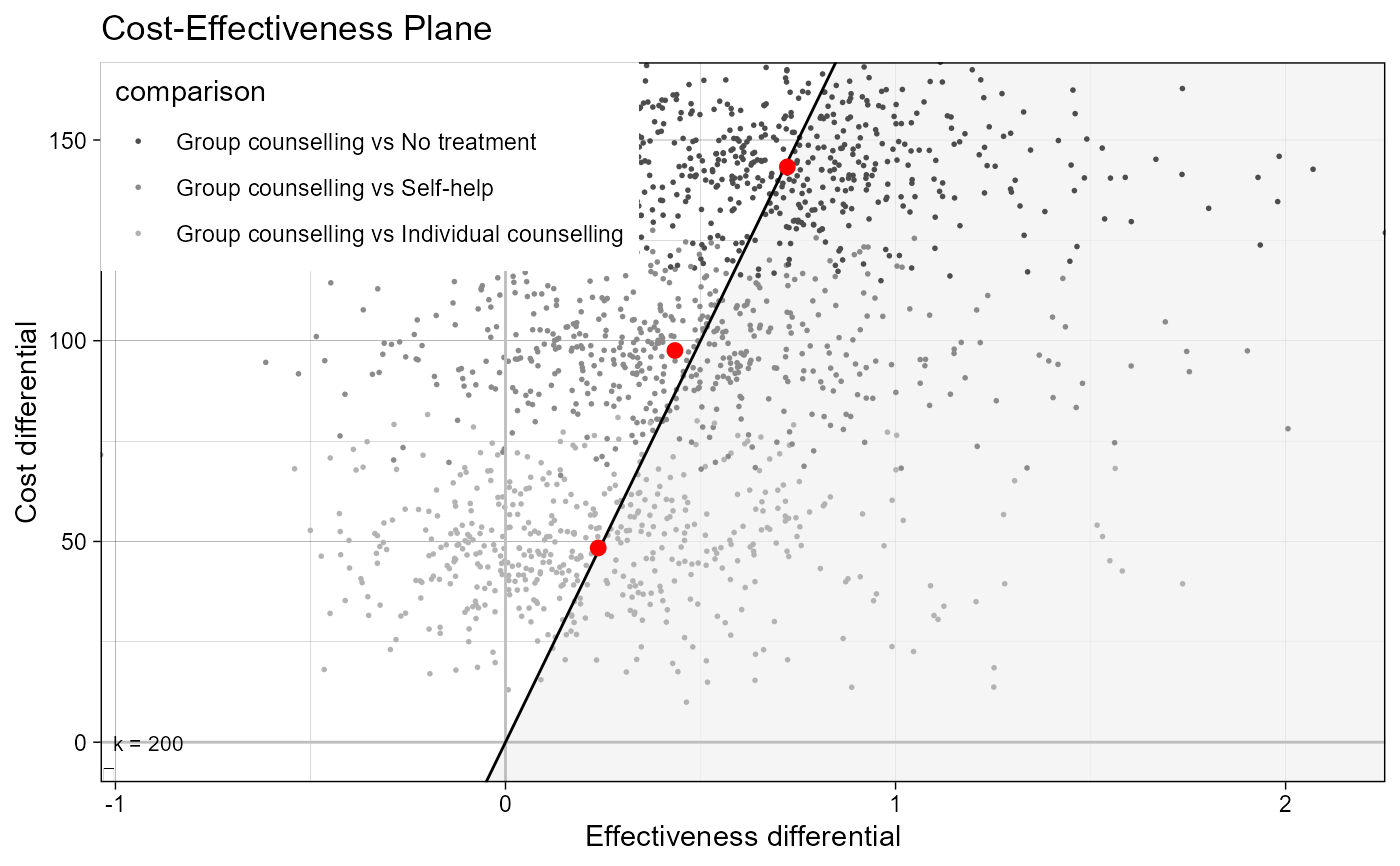 Cost-Effectiveness Plane
comparison
Group counselling vs No treatment
Group counselling vs Self-help
Group counselling vs Individual counselling
150
100
50
0
Cost differential
k = 200
-1
0
1
2
Effectiveness differential